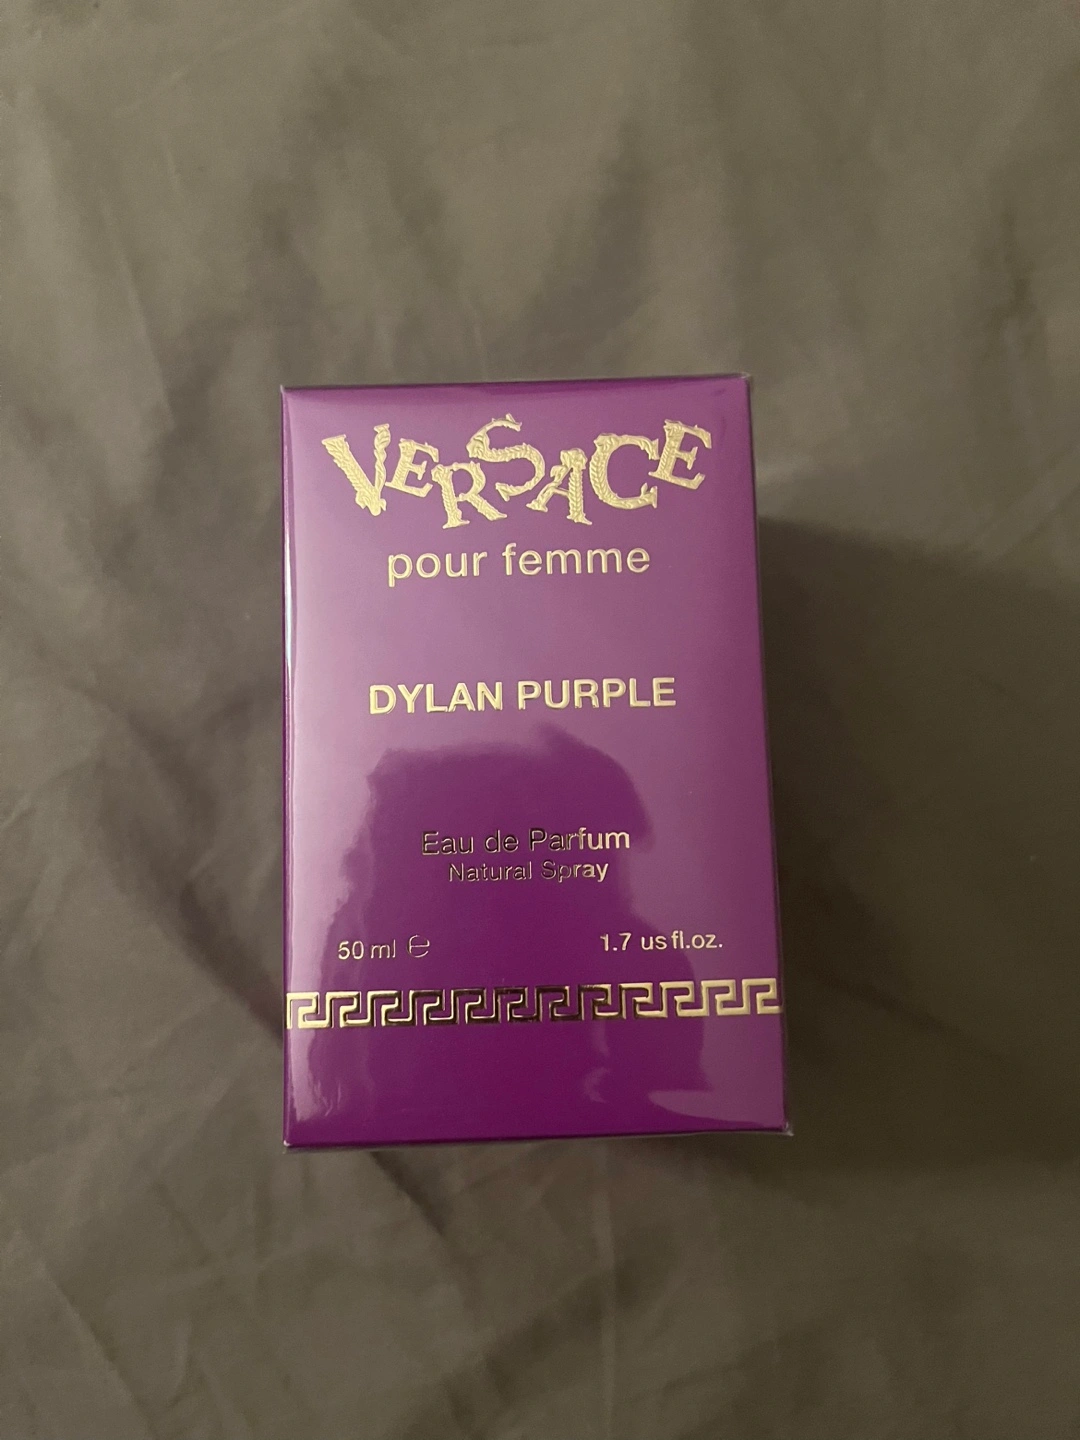 VERSACE
pour femme
DYLAN PURPLE
Eau de Parfum
Natural Spray
50 ml ℮ 1.7 us fl.oz.